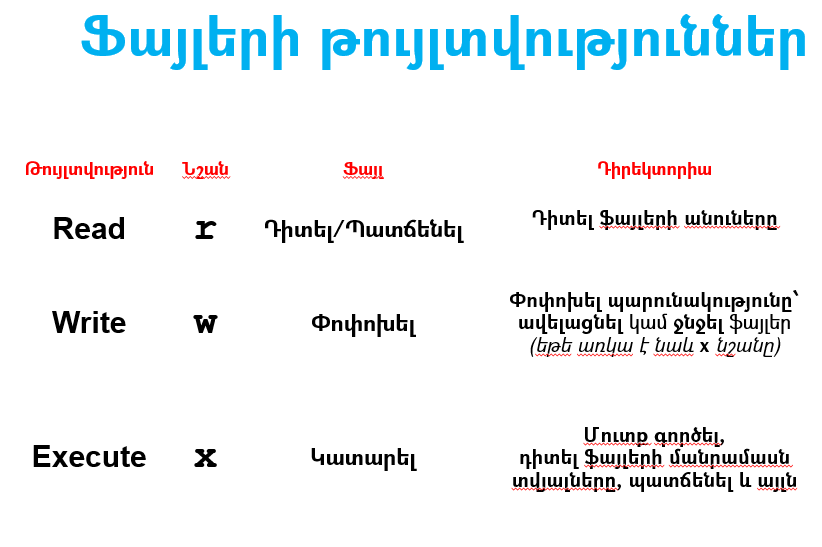 Ֆայլերի թույլտվություններ
Թույլտվություն Նշան Ֆայլ Դիրեկտորիա
Read r Դիտել/Պատճենել Դիտել ֆայլերի անունները
Write w Փոփոխել Փոփոխել պարունակությունը՝
ավելացնել կամ ջնջել ֆայլեր
(եթե առկա է նաև x նշանը)
Execute x Կատարել Մուտք գործել,
դիտել ֆայլերի մանրամասն
տվյալները, պատճենել և այլն